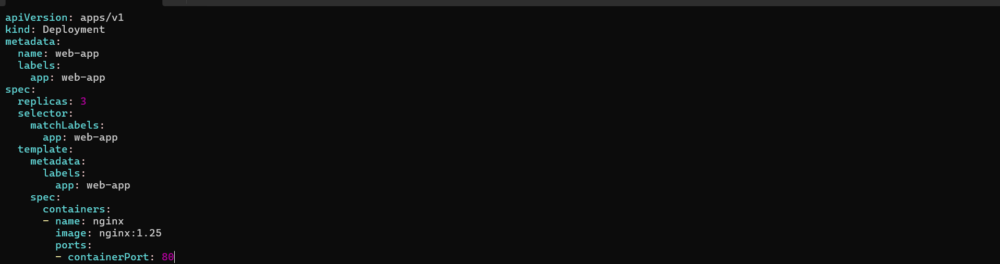 apiVersion: apps/v1
kind: Deployment
metadata:
  name: web-app
  labels:
    app: web-app
spec:
  replicas: 3
  selector:
    matchLabels:
      app: web-app
  template:
    metadata:
      labels:
        app: web-app
    spec:
      containers:
      - name: nginx
        image: nginx:1.25
        ports:
        - containerPort: 80